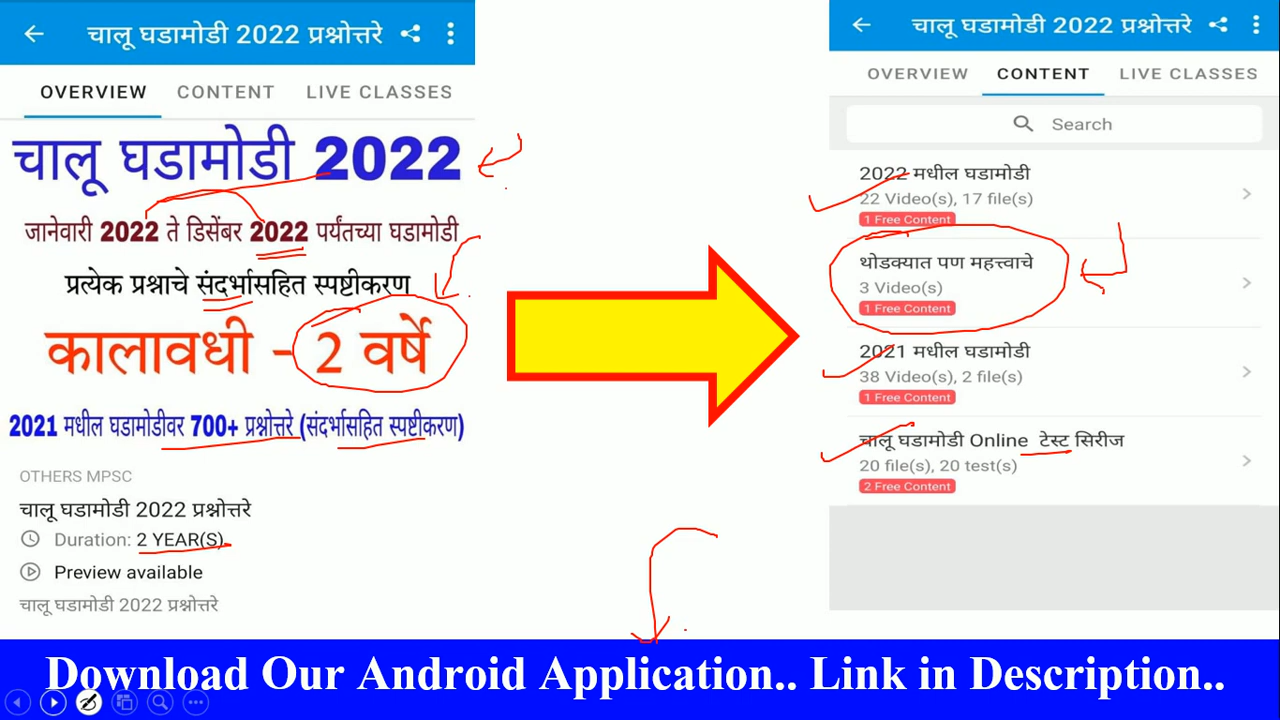 चालू घडामोडी 2022 प्रश्नोत्तरे
OVERVIEW CONTENT LIVE CLASSES
चालू घडामोडी 2022
जानेवारी 2022 ते डिसेंबर 2022 पर्यंतच्या घडामोडी
प्रत्येक प्रश्नाचे संदर्भासहित स्पष्टीकरण
कालावधी - 2 वर्षे
2021 मधील घडामोडीवर 700+ प्रश्नोत्तरे (संदर्भासहित स्पष्टीकरण)
OTHERS MPSC
चालू घडामोडी 2022 प्रश्नोत्तरे
Duration: 2 YEAR(S)
Preview available
चालू घडामोडी 2022 प्रश्नोत्तरे
चालू घडामोडी 2022 प्रश्नोत्तरे
OVERVIEW CONTENT LIVE CLASSES
Search
2022 मधील घडामोडी
22 Video(s), 17 file(s)
1 Free Content
थोडक्यात पण महत्त्वाचे
3 Video(s)
1 Free Content
2021 मधील घडामोडी
38 Video(s), 2 file(s)
1 Free Content
चालू घडामोडी Online टेस्ट सिरीज
20 file(s), 20 test(s)
2 Free Content
Download Our Android Application.. Link in Description..